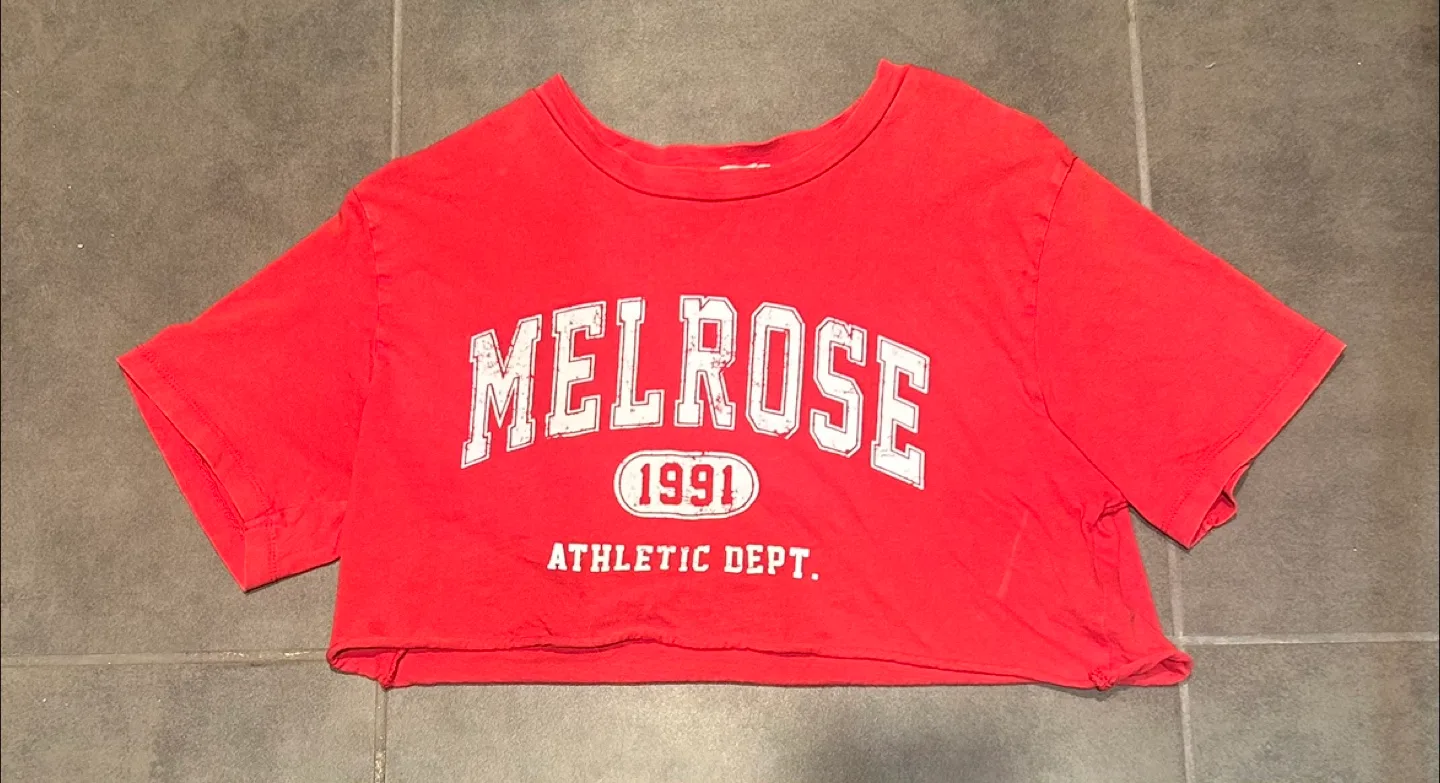 MELROSE
1991
ATHLETIC DEPT.